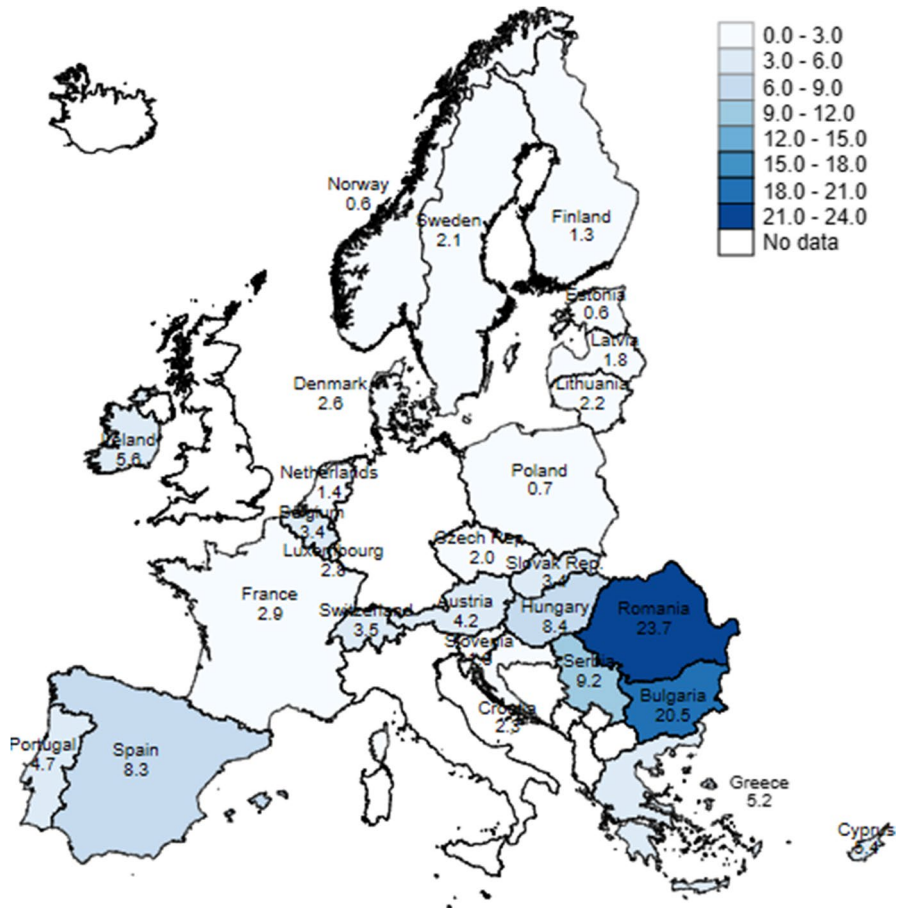 0.0 - 3.0
3.0 - 6.0
6.0 - 9.0
9.0 - 12.0
12.0 - 15.0
15.0 - 18.0
18.0 - 21.0
21.0 - 24.0
No data
Norway
0.6
Sweden
2.1
Finland
1.3
Estonia
0.6
Latvia
1.8
Lithuania
2.2
Denmark
2.6
Ireland
5.6
Netherlands
1.4
Poland
0.7
Belgium
3.4
Czech Rep.
2.0
Luxembourg
2.8
Slovak Rep.
France
2.9
Switzerland
3.5
Austria
4.2
Hungary
8.4
Romania
23.7
Slovenia
Serbia
9.2
Bulgaria
20.5
Croatia
2.3
Portugal
4.7
Spain
8.3
Greece
5.2
Cyprus
5.4